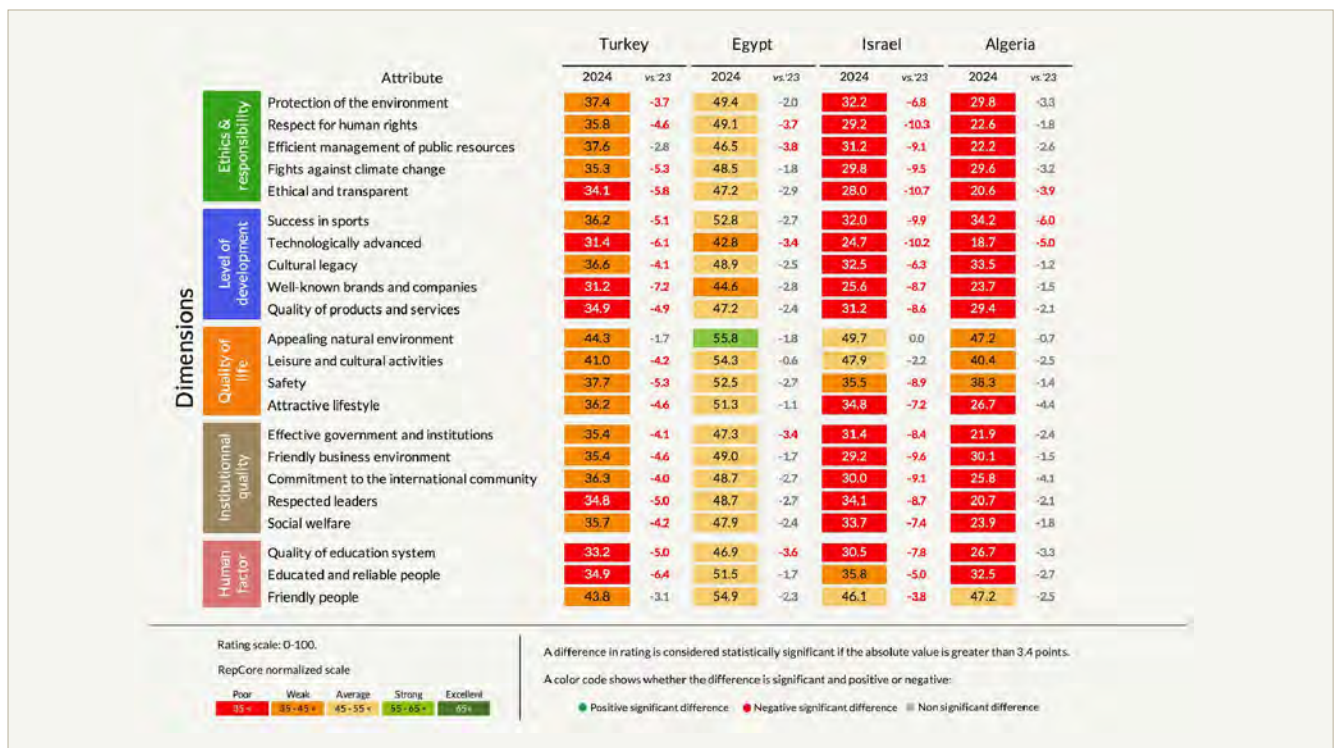 Turkey Egypt Israel Algeria
Attribute 2024 vs.'23 2024 vs.'23 2024 vs.'23 2024 vs.'23
Dimensions
Ethics & responsibility
Protection of the environment 37.4 -3.7 49.4 -2.0 32.2 -6.8 29.8 -3.3
Respect for human rights 35.8 -4.6 49.1 -3.7 29.2 -10.3 22.6 -1.8
Efficient management of public resources 37.6 -2.8 46.5 -3.8 31.2 -9.1 22.2 -2.6
Fights against climate change 35.3 -5.3 48.5 -1.8 29.8 -9.5 29.6 -3.2
Ethical and transparent 34.1 -5.8 47.2 -2.9 28.0 -10.7 20.6 -3.9
Level of development
Success in sports 36.2 -5.1 52.8 -2.7 32.0 -9.9 34.2 -6.0
Technologically advanced 31.4 -6.1 42.8 -3.4 24.7 -10.2 18.7 -5.0
Cultural legacy 36.6 -4.1 48.9 -2.5 32.5 -6.3 33.5 -1.2
Well-known brands and companies 31.2 -7.2 44.6 -2.8 25.6 -8.7 23.7 -1.5
Quality of products and services 34.9 -4.9 47.2 -2.4 31.2 -8.6 29.4 -2.1
Quality of life
Appealing natural environment 44.3 -1.7 55.8 -1.8 49.7 0.0 47.2 -0.7
Leisure and cultural activities 41.0 -4.2 54.3 -0.6 47.9 -2.2 40.4 -2.5
Safety 37.7 -5.3 52.5 -2.7 35.5 -8.9 38.3 -1.4
Attractive lifestyle 36.2 -4.6 51.3 -1.1 34.8 -7.2 26.7 -4.4
Institutionnal quality
Effective government and institutions 35.4 -4.1 47.3 -3.4 31.4 -8.4 21.9 -2.4
Friendly business environment 35.4 -4.6 49.0 -1.7 29.2 -9.6 30.1 -1.5
Commitment to the international community 36.3 -4.0 48.7 -2.7 30.0 -9.1 25.8 -4.1
Respected leaders 34.8 -5.0 48.7 -2.7 34.1 -8.7 20.7 -2.1
Social welfare 35.7 -4.2 47.9 -2.4 33.7 -7.4 23.9 -1.8
Human factor
Quality of education system 33.2 -5.0 46.9 -3.6 30.5 -7.8 26.7 -3.3
Educated and reliable people 34.9 -6.4 51.5 -1.7 35.8 -5.0 32.5 -2.7
Friendly people 43.8 -3.1 54.9 -2.3 46.1 -3.8 47.2 -2.5
Rating scale: 0-100.
RepCore normalized scale
Poor Weak Average Strong Excellent
35 < 35 - 45 < 45 - 55 < 55 - 65 < 65<
A difference in rating is considered statistically significant if the absolute value is greater than 3.4 points.
A color code shows whether the difference is significant and positive or negative:
Positive significant difference Negative significant difference Non significant difference